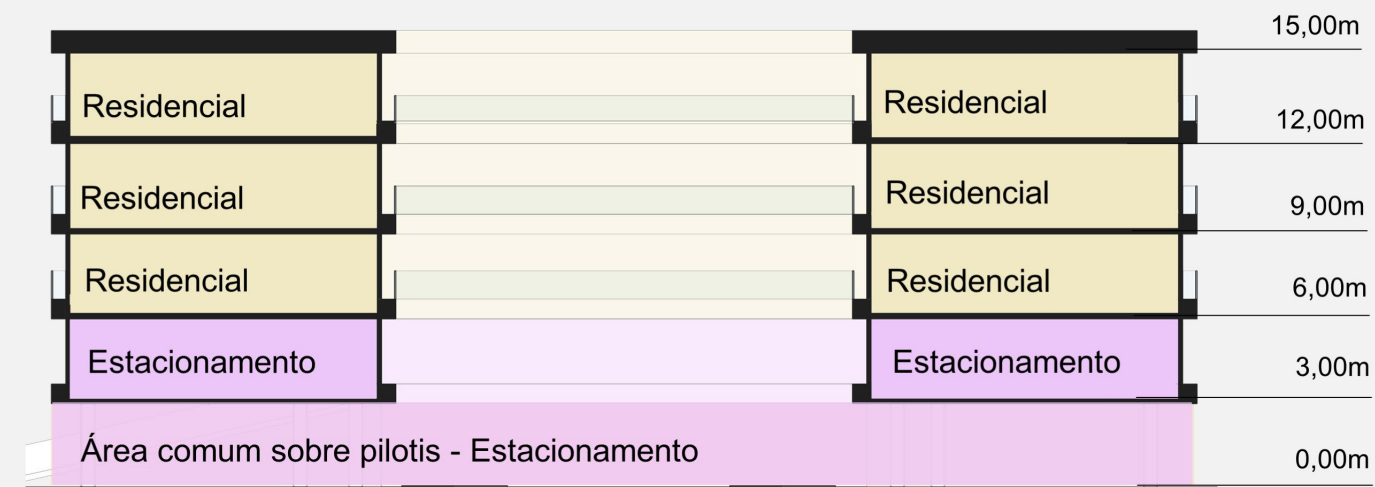 15,00m
Residencial
Residencial
12,00m
Residencial
Residencial
9,00m
Residencial
Residencial
6,00m
Estacionamento
Estacionamento
3,00m
Área comum sobre pilotis - Estacionamento
0,00m